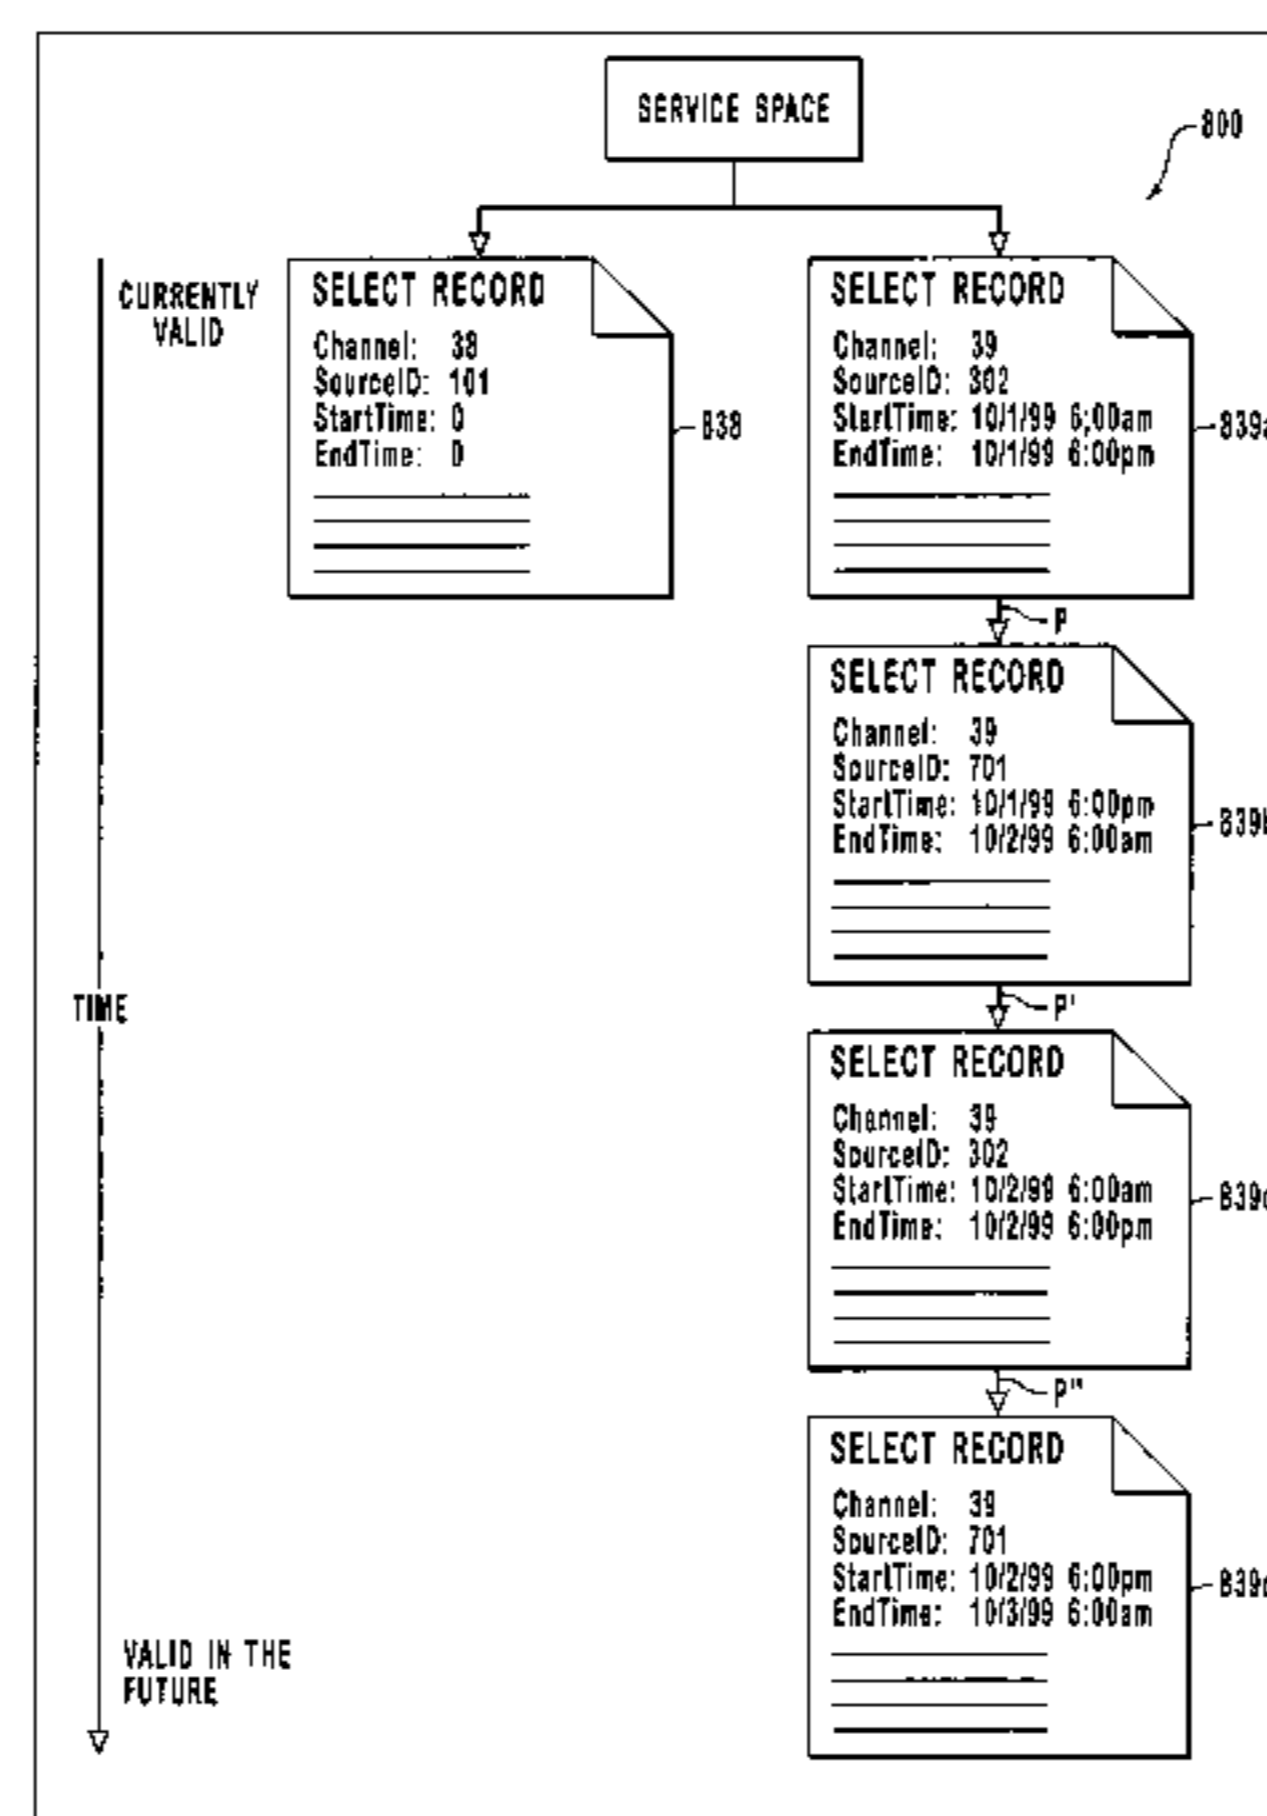 SERVICE SPACE
800
CURRENTLY
VALID
SELECT RECORD
Channel: 38
SourceID: 101
StartTime: 0
EndTime: 0
838
SELECT RECORD
Channel: 39
SourceID: 302
StartTime: 10/1/99 6:00am
EndTime: 10/1/99 6:00pm
839a
P
SELECT RECORD
Channel: 39
SourceID: 701
StartTime: 10/1/99 6:00pm
EndTime: 10/2/99 6:00am
839b
TIME
P'
SELECT RECORD
Channel: 39
SourceID: 302
StartTime: 10/2/99 6:00am
EndTime: 10/2/99 6:00pm
P"
SELECT RECORD
Channel: 39
SourceID: 701
StartTime: 10/2/99 6:00pm
EndTime: 10/3/99 6:00am
VALID IN THE
FUTURE